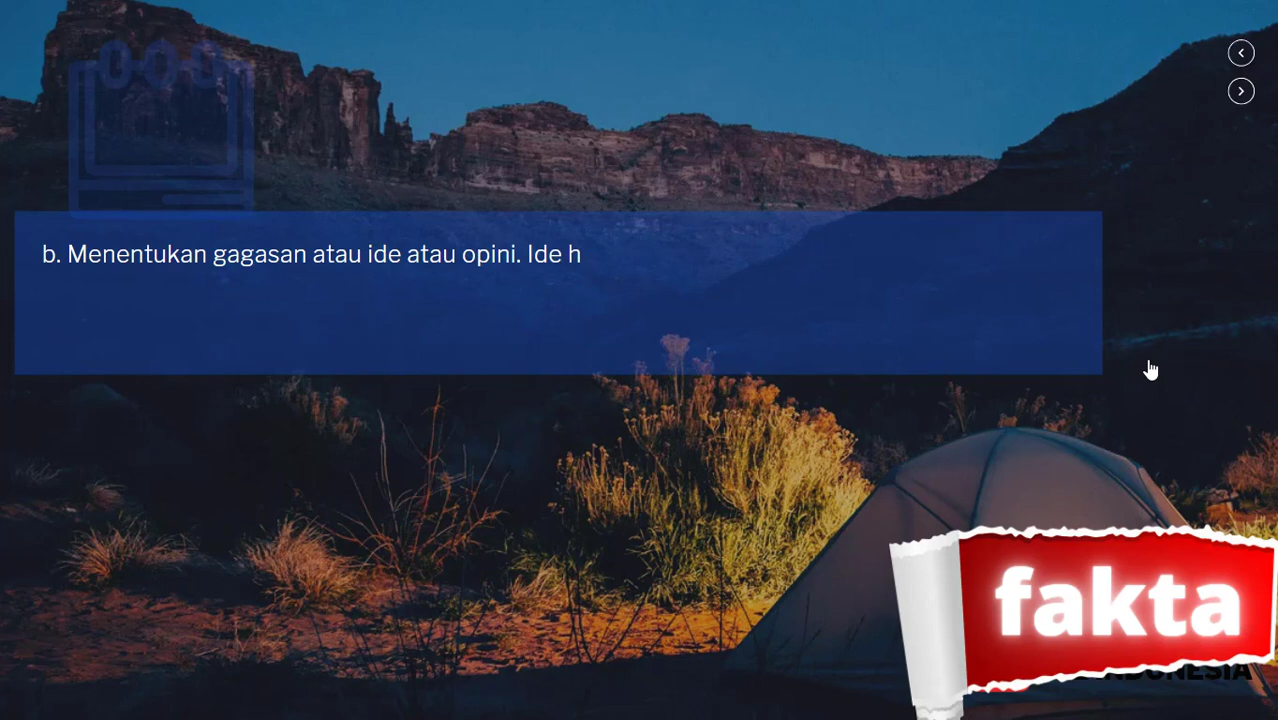 b. Menentukan gagasan atau ide atau opini. Ide h
fakta